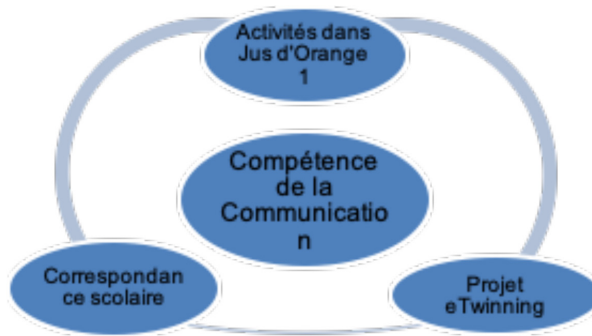 Activités dans
Jus d'Orange
1
Compétence
de la
Communicatio
n
Correspondan
ce scolaire
Projet
eTwinning